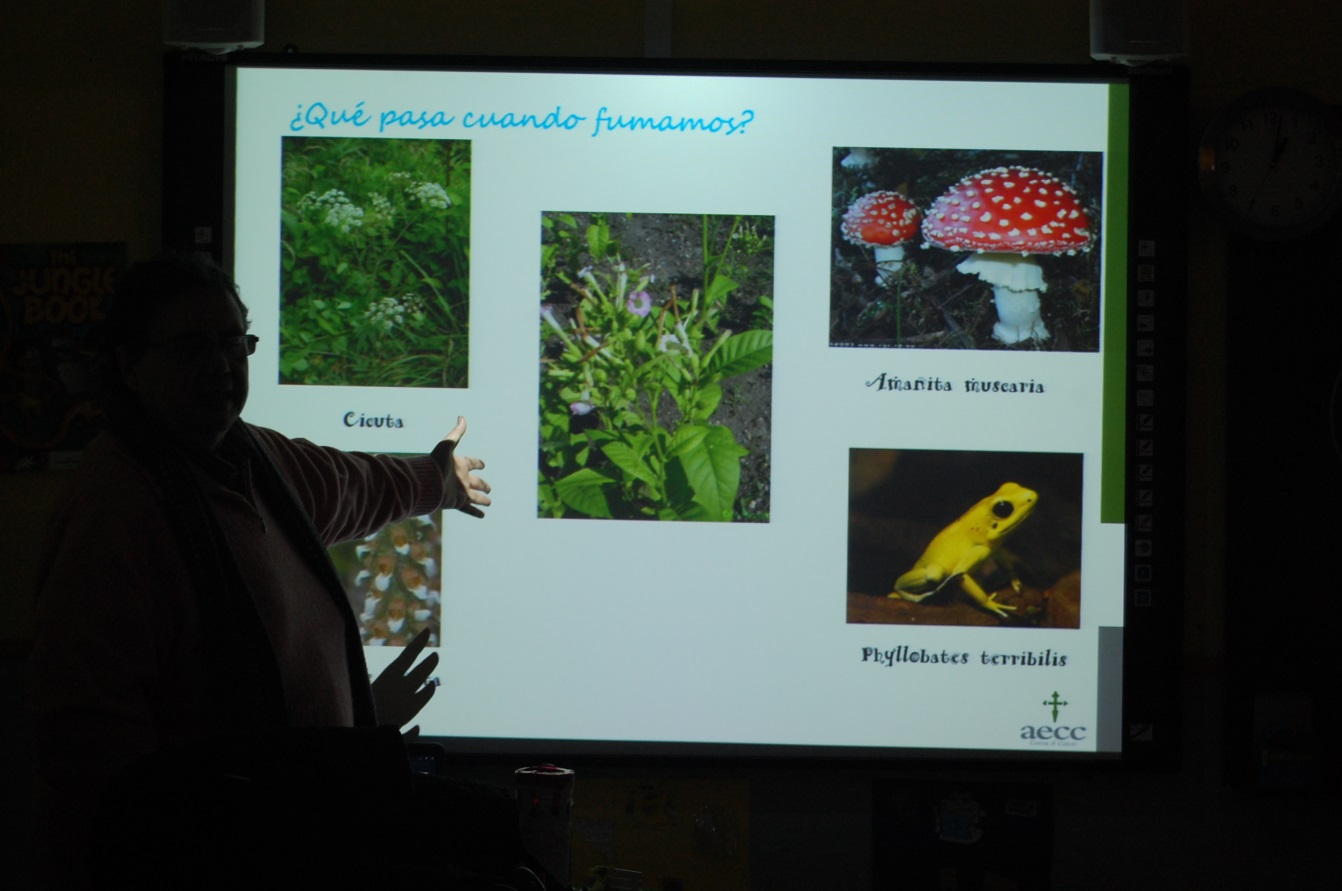 ¿Qué pasa cuando fumamos?
The
JUNGLE
BOOK
Cicuta
Amanita muscaria
Phyllobates terribilis
aecc